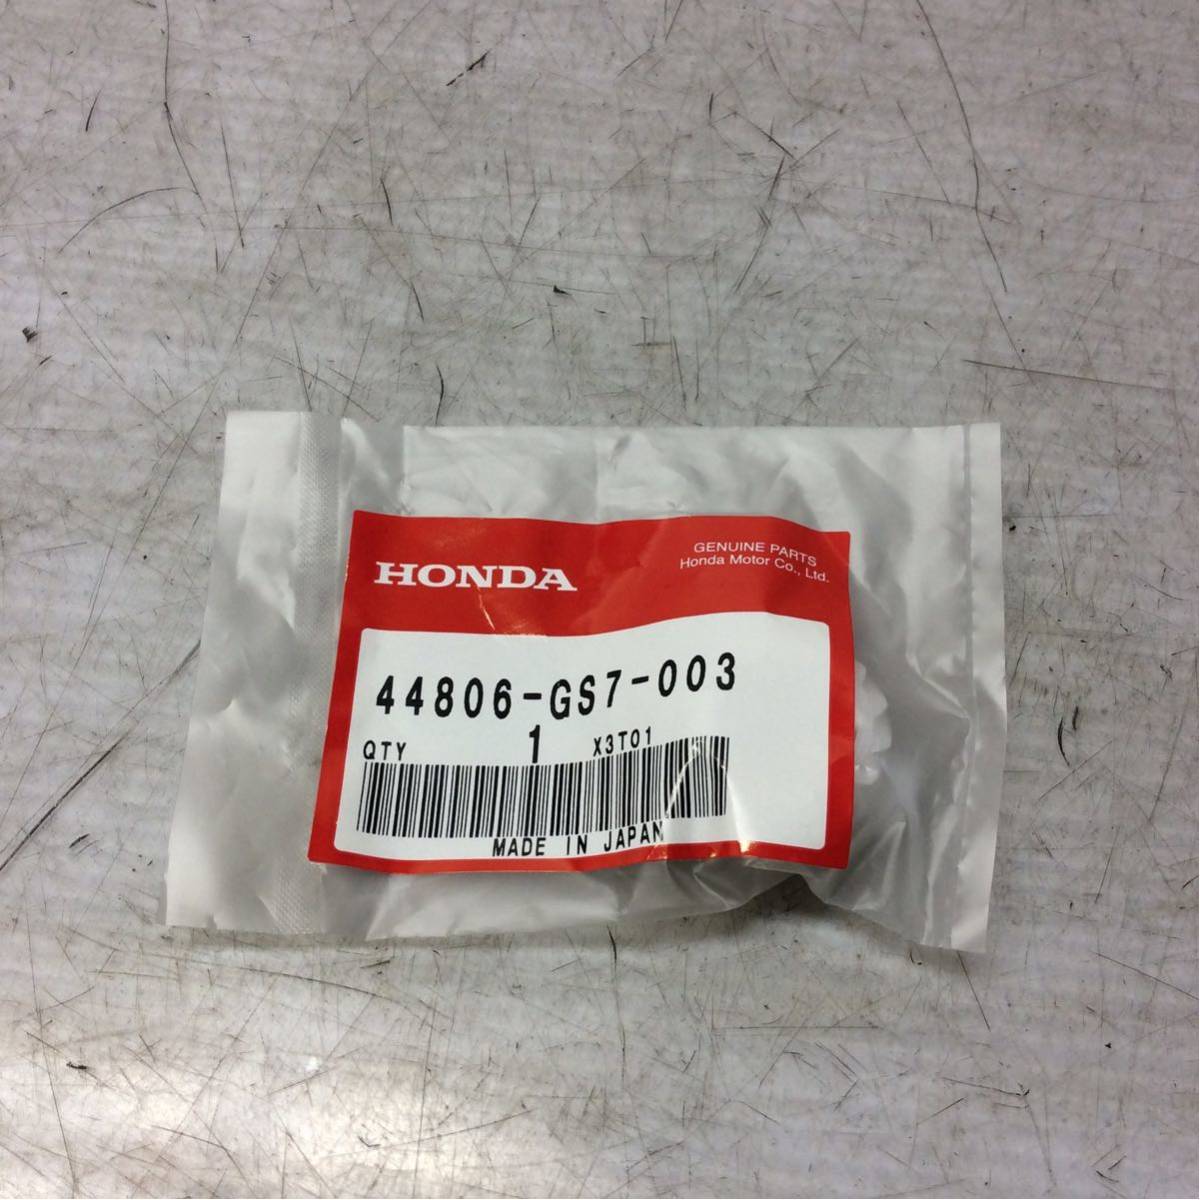 HONDA
GENUINE PARTS
Honda Motor Co., Ltd.
44806-GS7-003
QTY 1 X3T01
MADE IN JAPAN